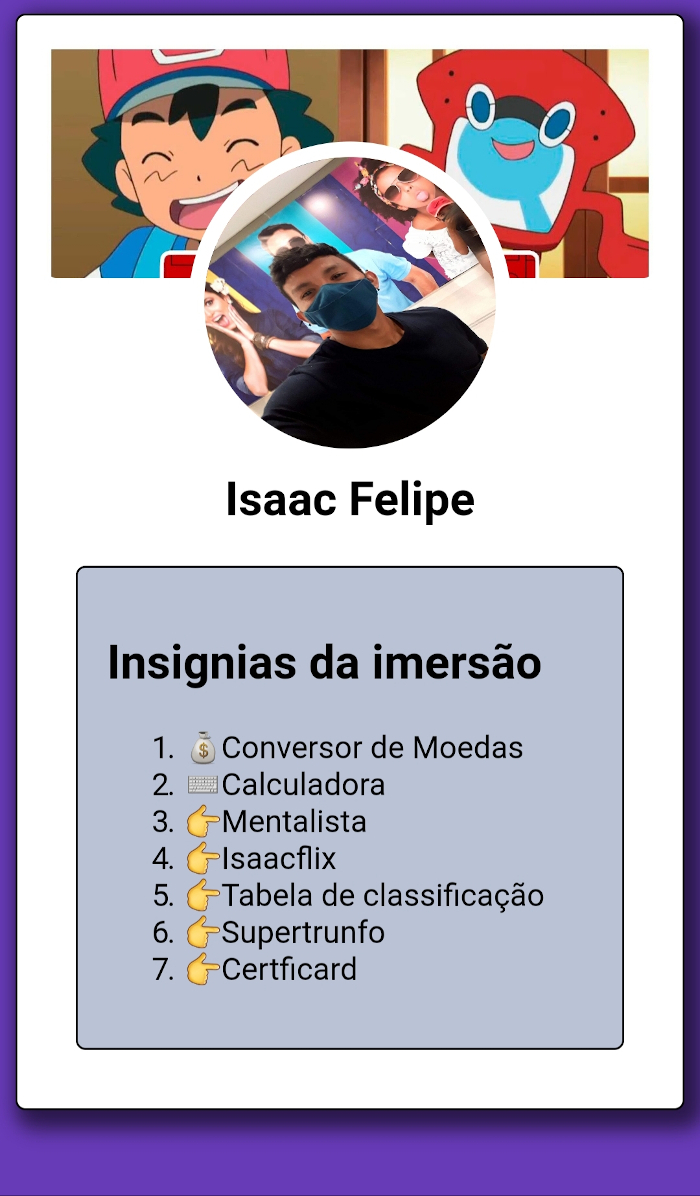 Isaac Felipe
Insignias da imersão
1. 💰Conversor de Moedas
2. ⌨️Calculadora
3. 👉Mentalista
4. 👉Isaacflix
5. 👉Tabela de classificação
6. 👉Supertrunfo
7. 👉Certficard